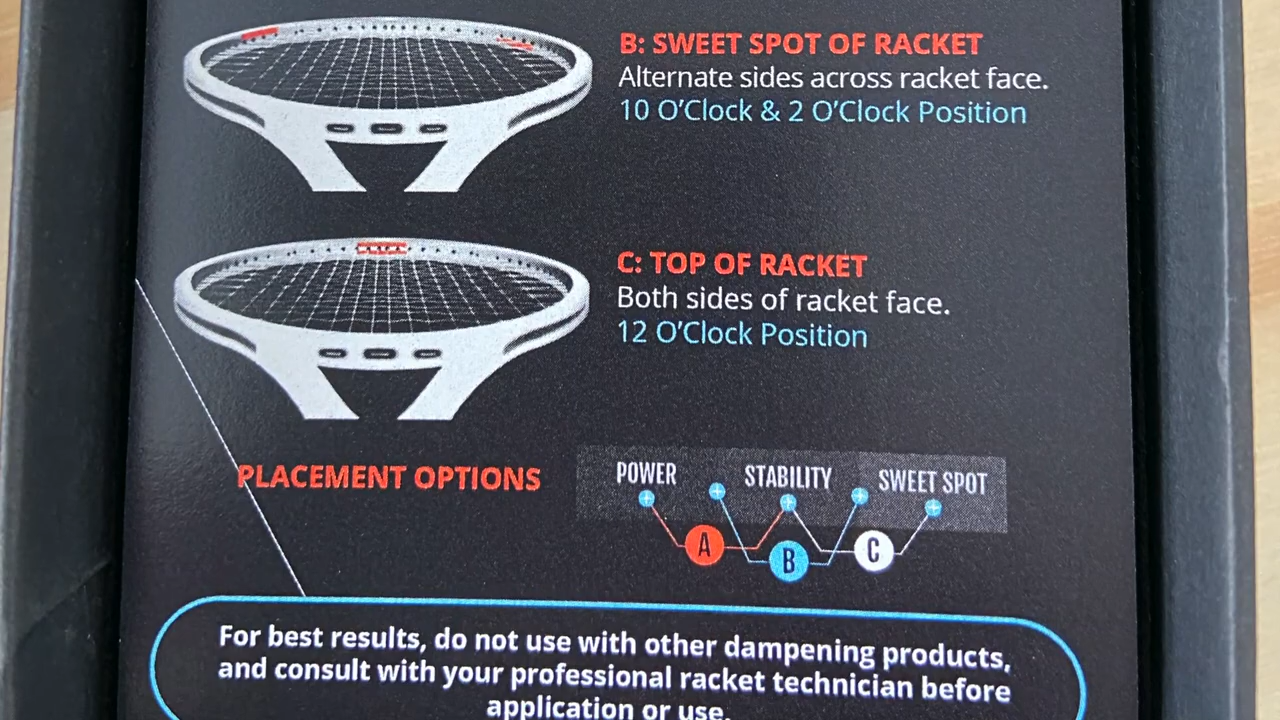 B: SWEET SPOT OF RACKET
Alternate sides across racket face.
10 O'Clock & 2 O'Clock Position
C: TOP OF RACKET
Both sides of racket face.
12 O'Clock Position
PLACEMENT OPTIONS
POWER STABILITY SWEET SPOT
A B C
For best results, do not use with other dampening products,
and consult with your professional racket technician before
application or use.